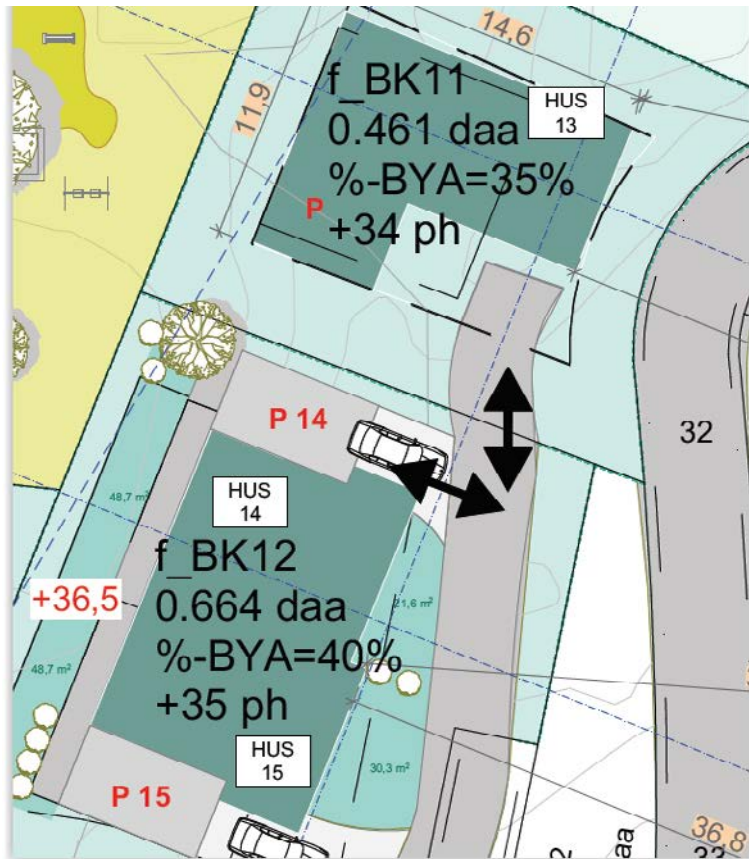 14,6
11,9
f_BK11
HUS
13
0.461 daa
%-BYA=35%
P
+34 ph
32
P 14
HUS
14
48,7 m²
f_BK12
+36,5
0.664 daa
21,6 m²
%-BYA=40%
48,7 m²
+35 ph
HUS
15
30,3 m²
P 15
36,8
aa